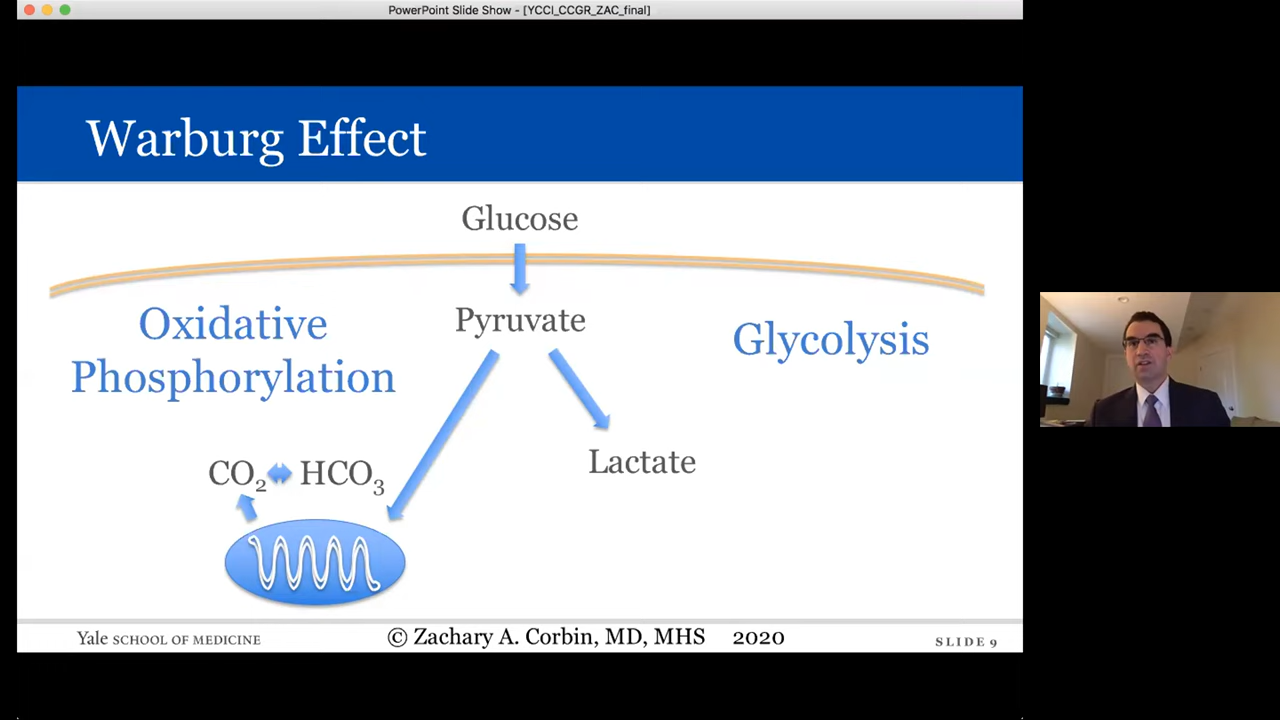 PowerPoint Slide Show - [YCCI_CCGR_ZAC_final]
Warburg Effect
Glucose
Oxidative
Phosphorylation
Pyruvate
Glycolysis
CO₂ HCO₃
Lactate
Yale SCHOOL OF MEDICINE
© Zachary A. Corbin, MD, MHS 2020
SLIDE 9